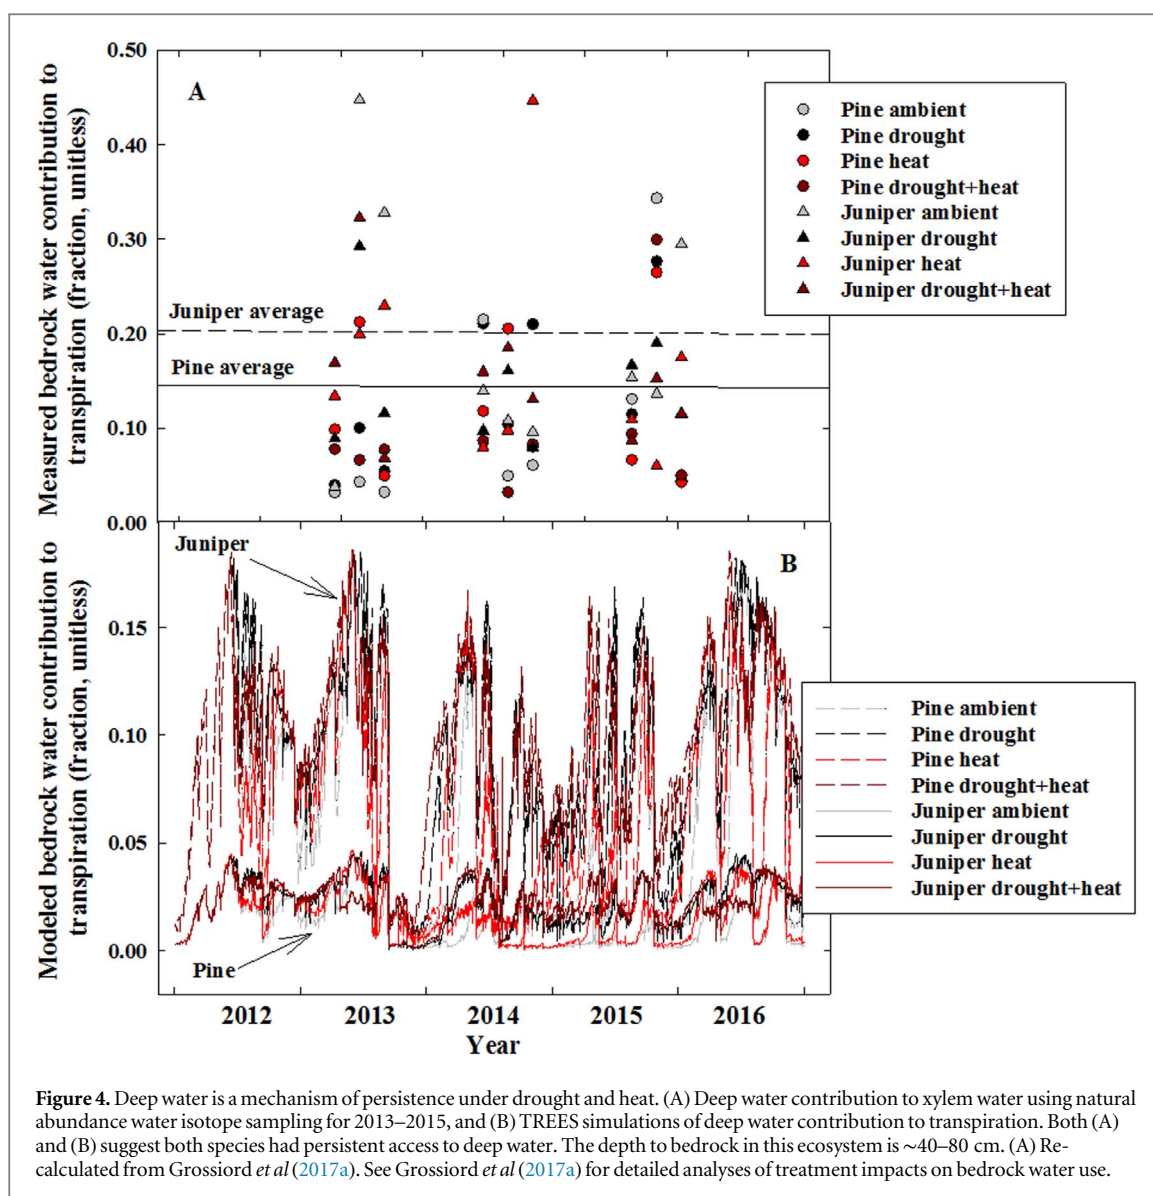 Measured bedrock water contribution to
transpiration (fraction, unitless)
0.50
0.40
0.30
0.20
0.10
0.00
A
Juniper average
Pine average
Pine ambient
Pine drought
Pine heat
Pine drought+heat
Juniper ambient
Juniper drought
Juniper heat
Juniper drought+heat
Modeled bedrock water contribution to
transpiration (fraction, unitless)
0.15
0.10
0.05
0.00
Juniper
B
Pine
Pine ambient
Pine drought
Pine heat
Pine drought+heat
Juniper ambient
Juniper drought
Juniper heat
Juniper drought+heat
2012 2013 2014 2015 2016
Year
Figure 4. Deep water is a mechanism of persistence under drought and heat. (A) Deep water contribution to xylem water using natural
abundance water isotope sampling for 2013–2015, and (B) TREES simulations of deep water contribution to transpiration. Both (A)
and (B) suggest both species had persistent access to deep water. The depth to bedrock in this ecosystem is ~40–80 cm. (A) Re-
calculated from Grossiord et al (2017a). See Grossiord et al (2017a) for detailed analyses of treatment impacts on bedrock water use.